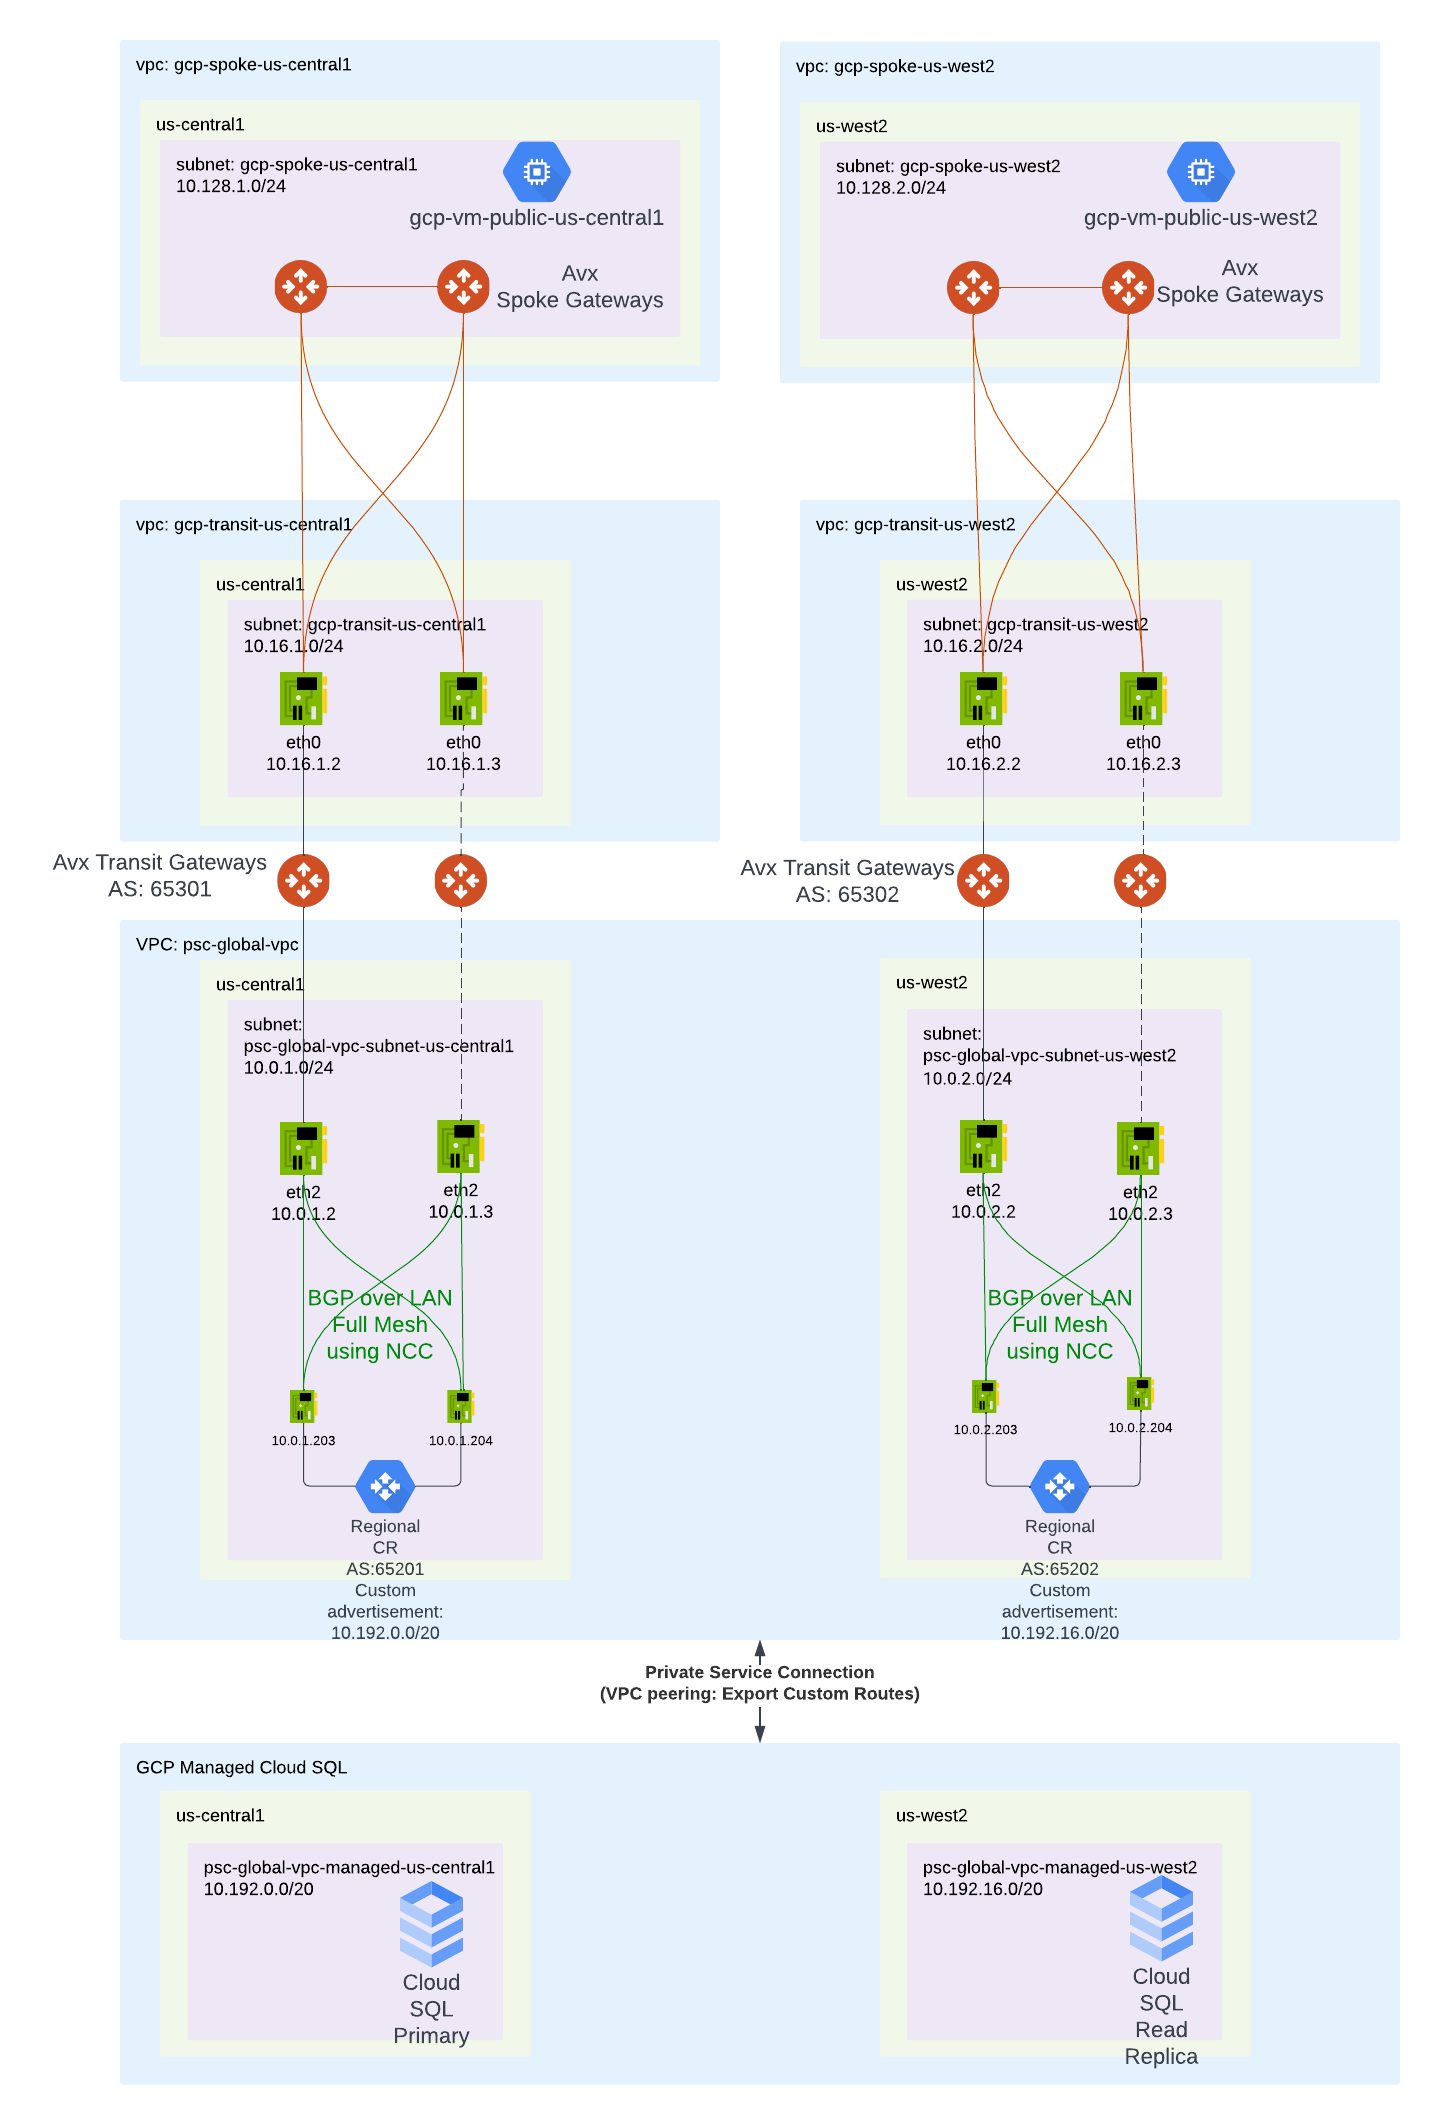 vpc: gcp-spoke-us-central1
us-central1
subnet: gcp-spoke-us-central1
10.128.1.0/24
gcp-vm-public-us-central1
Avx
Spoke Gateways
vpc: gcp-spoke-us-west2
us-west2
subnet: gcp-spoke-us-west2
10.128.2.0/24
gcp-vm-public-us-west2
Avx
Spoke Gateways
vpc: gcp-transit-us-central1
us-central1
subnet: gcp-transit-us-central1
10.16.1.0/24
eth0
10.16.1.2
eth0
10.16.1.3
vpc: gcp-transit-us-west2
us-west2
subnet: gcp-transit-us-west2
10.16.2.0/24
eth0
10.16.2.2
eth0
10.16.2.3
Avx Transit Gateways
AS: 65301
Avx Transit Gateways
AS: 65302
VPC: psc-global-vpc
us-central1
subnet:
psc-global-vpc-subnet-us-central1
10.0.1.0/24
eth2
10.0.1.2
eth2
10.0.1.3
BGP over LAN
Full Mesh
using NCC
10.0.1.203
10.0.1.204
Regional
CR
AS:65201
Custom
advertisement:
10.192.0.0/20
us-west2
subnet:
psc-global-vpc-subnet-us-west2
10.0.2.0/24
eth2
10.0.2.2
eth2
10.0.2.3
BGP over LAN
Full Mesh
using NCC
10.0.2.203
10.0.2.204
Regional
CR
AS:65202
Custom
advertisement:
10.192.16.0/20
Private Service Connection
(VPC peering: Export Custom Routes)
GCP Managed Cloud SQL
us-central1
psc-global-vpc-managed-us-central1
10.192.0.0/20
Cloud
SQL
Primary
us-west2
psc-global-vpc-managed-us-west2
10.192.16.0/20
Cloud
SQL
Read
Replica